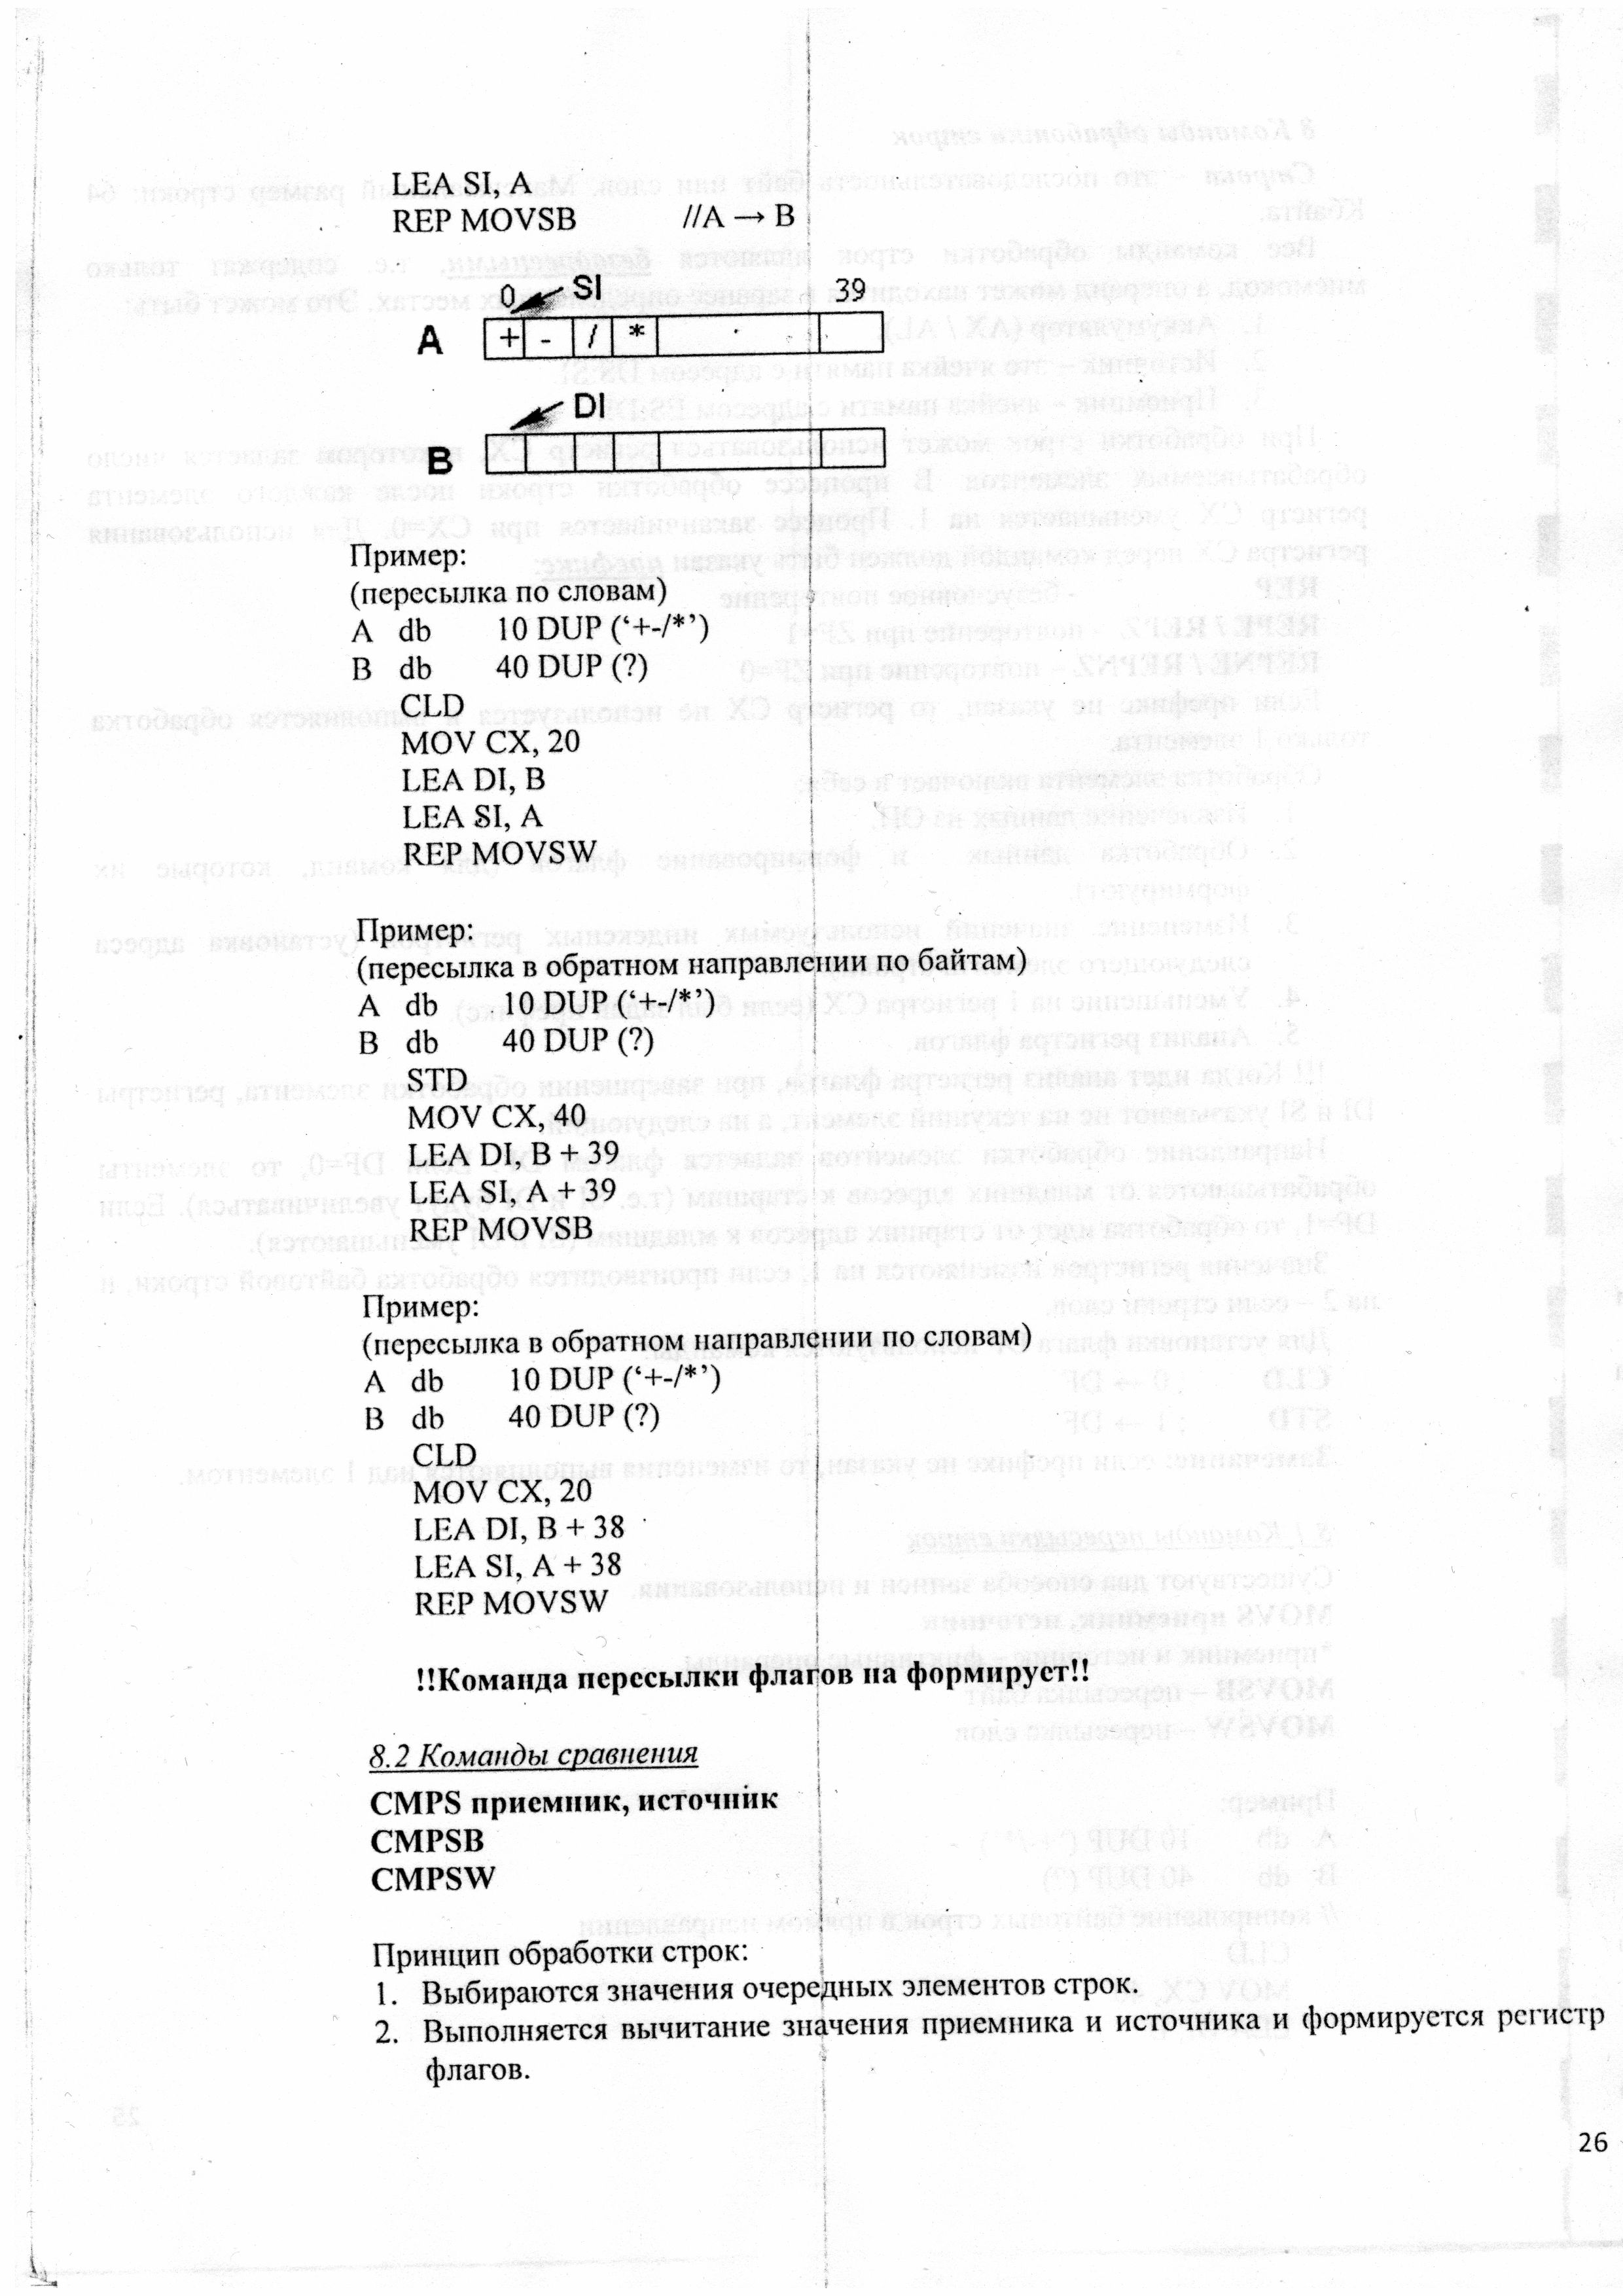 LEA SI, A
REP MOVSB //A → B
0 SI 39
A + - / *
DI
B
Пример:
(пересылка по словам)
A db 10 DUP (‘+-/*’)
B db 40 DUP (?)
CLD
MOV CX, 20
LEA DI, B
LEA SI, A
REP MOVSW
Пример:
(пересылка в обратном направлении по байтам)
A db 10 DUP (‘+-/*’)
B db 40 DUP (?)
STD
MOV CX, 40
LEA DI, B + 39
LEA SI, A + 39
REP MOVSB
Пример:
(пересылка в обратном направлении по словам)
A db 10 DUP (‘+-/*’)
B db 40 DUP (?)
CLD
MOV CX, 20
LEA DI, B + 38
LEA SI, A + 38
REP MOVSW
!!Команда пересылки флагов на формирует!!
8.2 Команды сравнения
CMPS приемник, источник
CMPSB
CMPSW
Принцип обработки строк:
1. Выбираются значения очередных элементов строк.
2. Выполняется вычитание значения приемника и источника и формируется регистр
флагов.
26